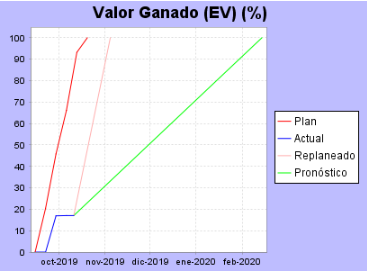 Valor Ganado (EV) (%)
100
90
80
70
60
50
40
30
20
10
0
oct-2019 nov-2019 dic-2019 ene-2020 feb-2020
Plan
Actual
Replaneado
Pronóstico